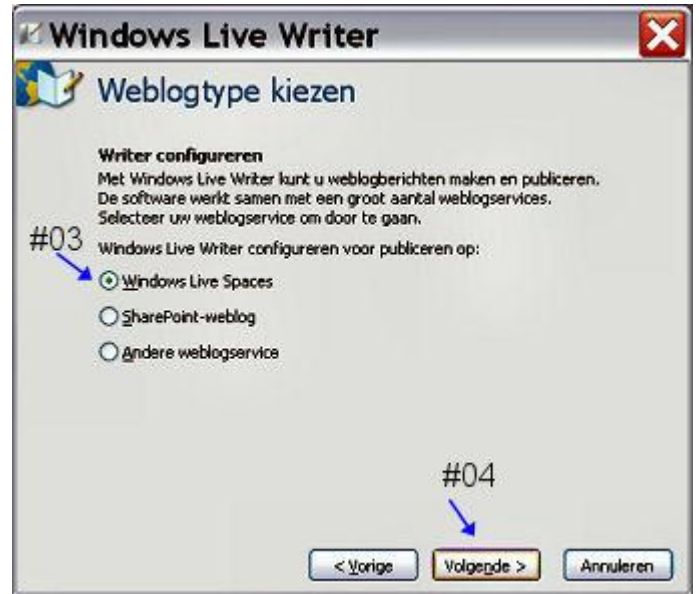 Windows Live Writer
Weblogtype kiezen
Writer configureren
Met Windows Live Writer kunt u weblogberichten maken en publiceren.
De software werkt samen met een groot aantal weblogservices.
Selecteer uw weblogservice om door te gaan.
#03
Windows Live Writer configureren voor publiceren op:
Windows Live Spaces
SharePoint-weblog
Andere weblogservice
#04
< Vorige
Volgende >
Annuleren